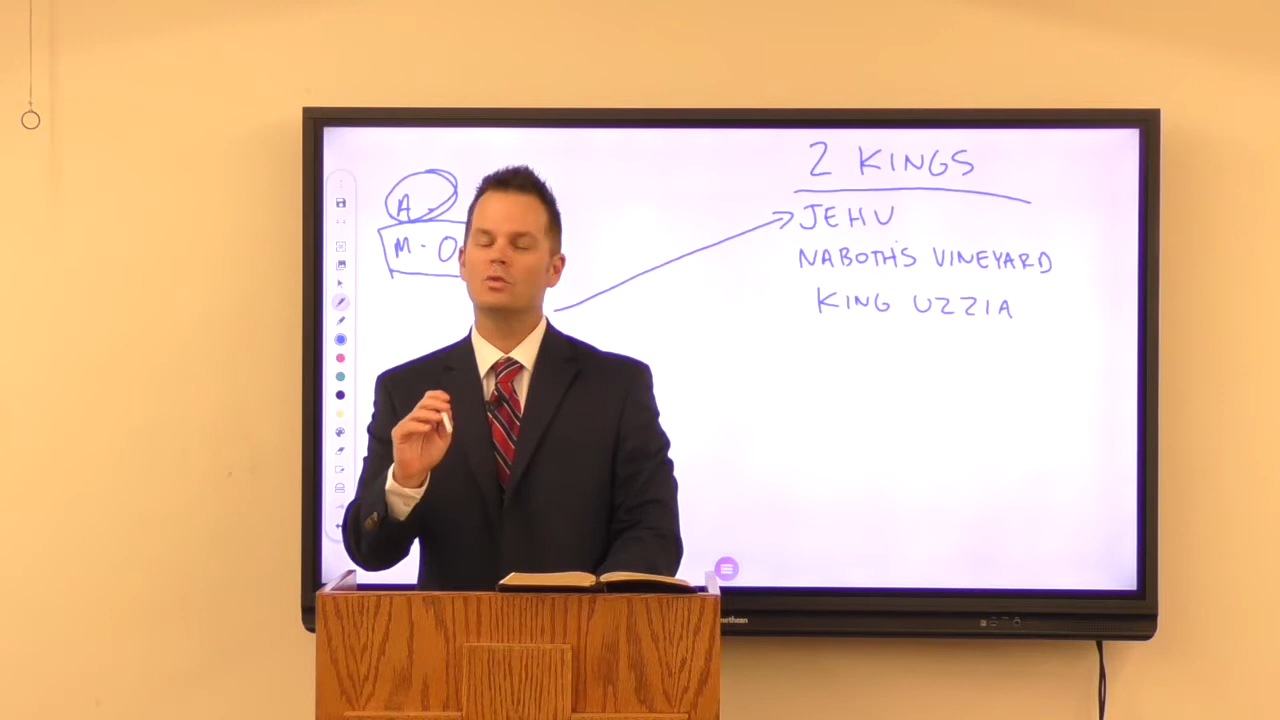 2 KINGS
JEHU
NABOTH'S VINEYARD
KING UZZIA
A
M. O